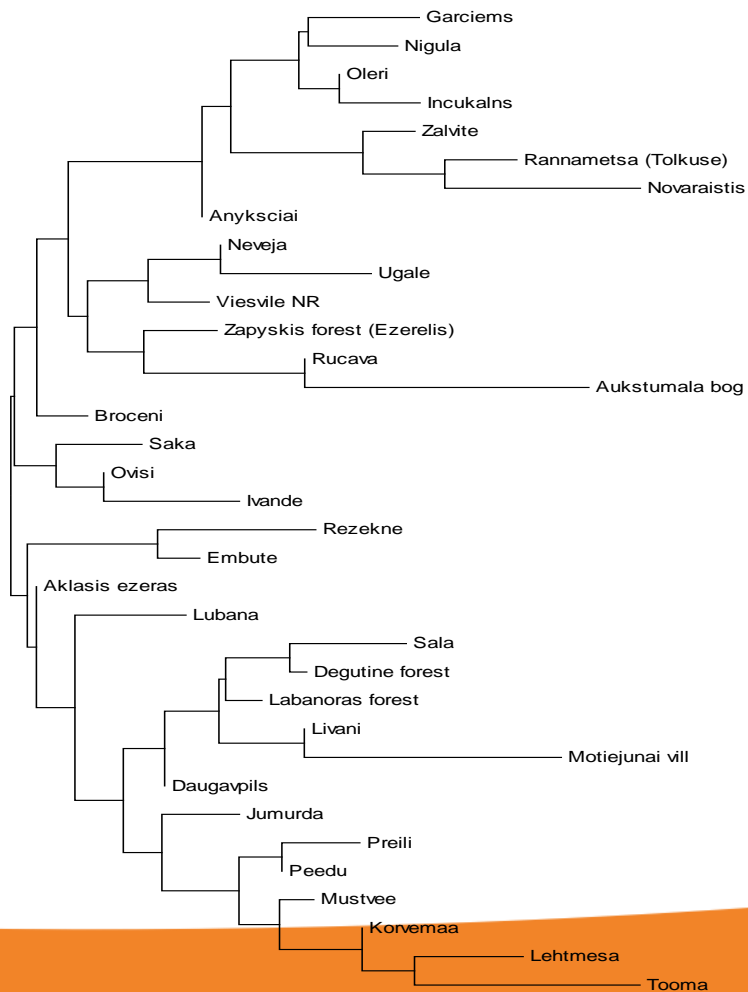 Garciems
Nigula
Oleri
Incukalns
Zalvite
Rannametsa (Tolkuse)
Novaraistis
Anyksciai
Neveja
Ugale
Viesvile NR
Zapyskis forest (Ezerelis)
Rucava
Aukstumala bog
Broceni
Saka
Ovisi
Ivande
Rezekne
Embute
Aklasis ezeras
Lubana
Sala
Degutine forest
Labanoras forest
Livani
Motiejunai vill
Daugavpils
Jumurda
Preili
Peedu
Mustvee
Korvemaa
Lehtmesa
Tooma